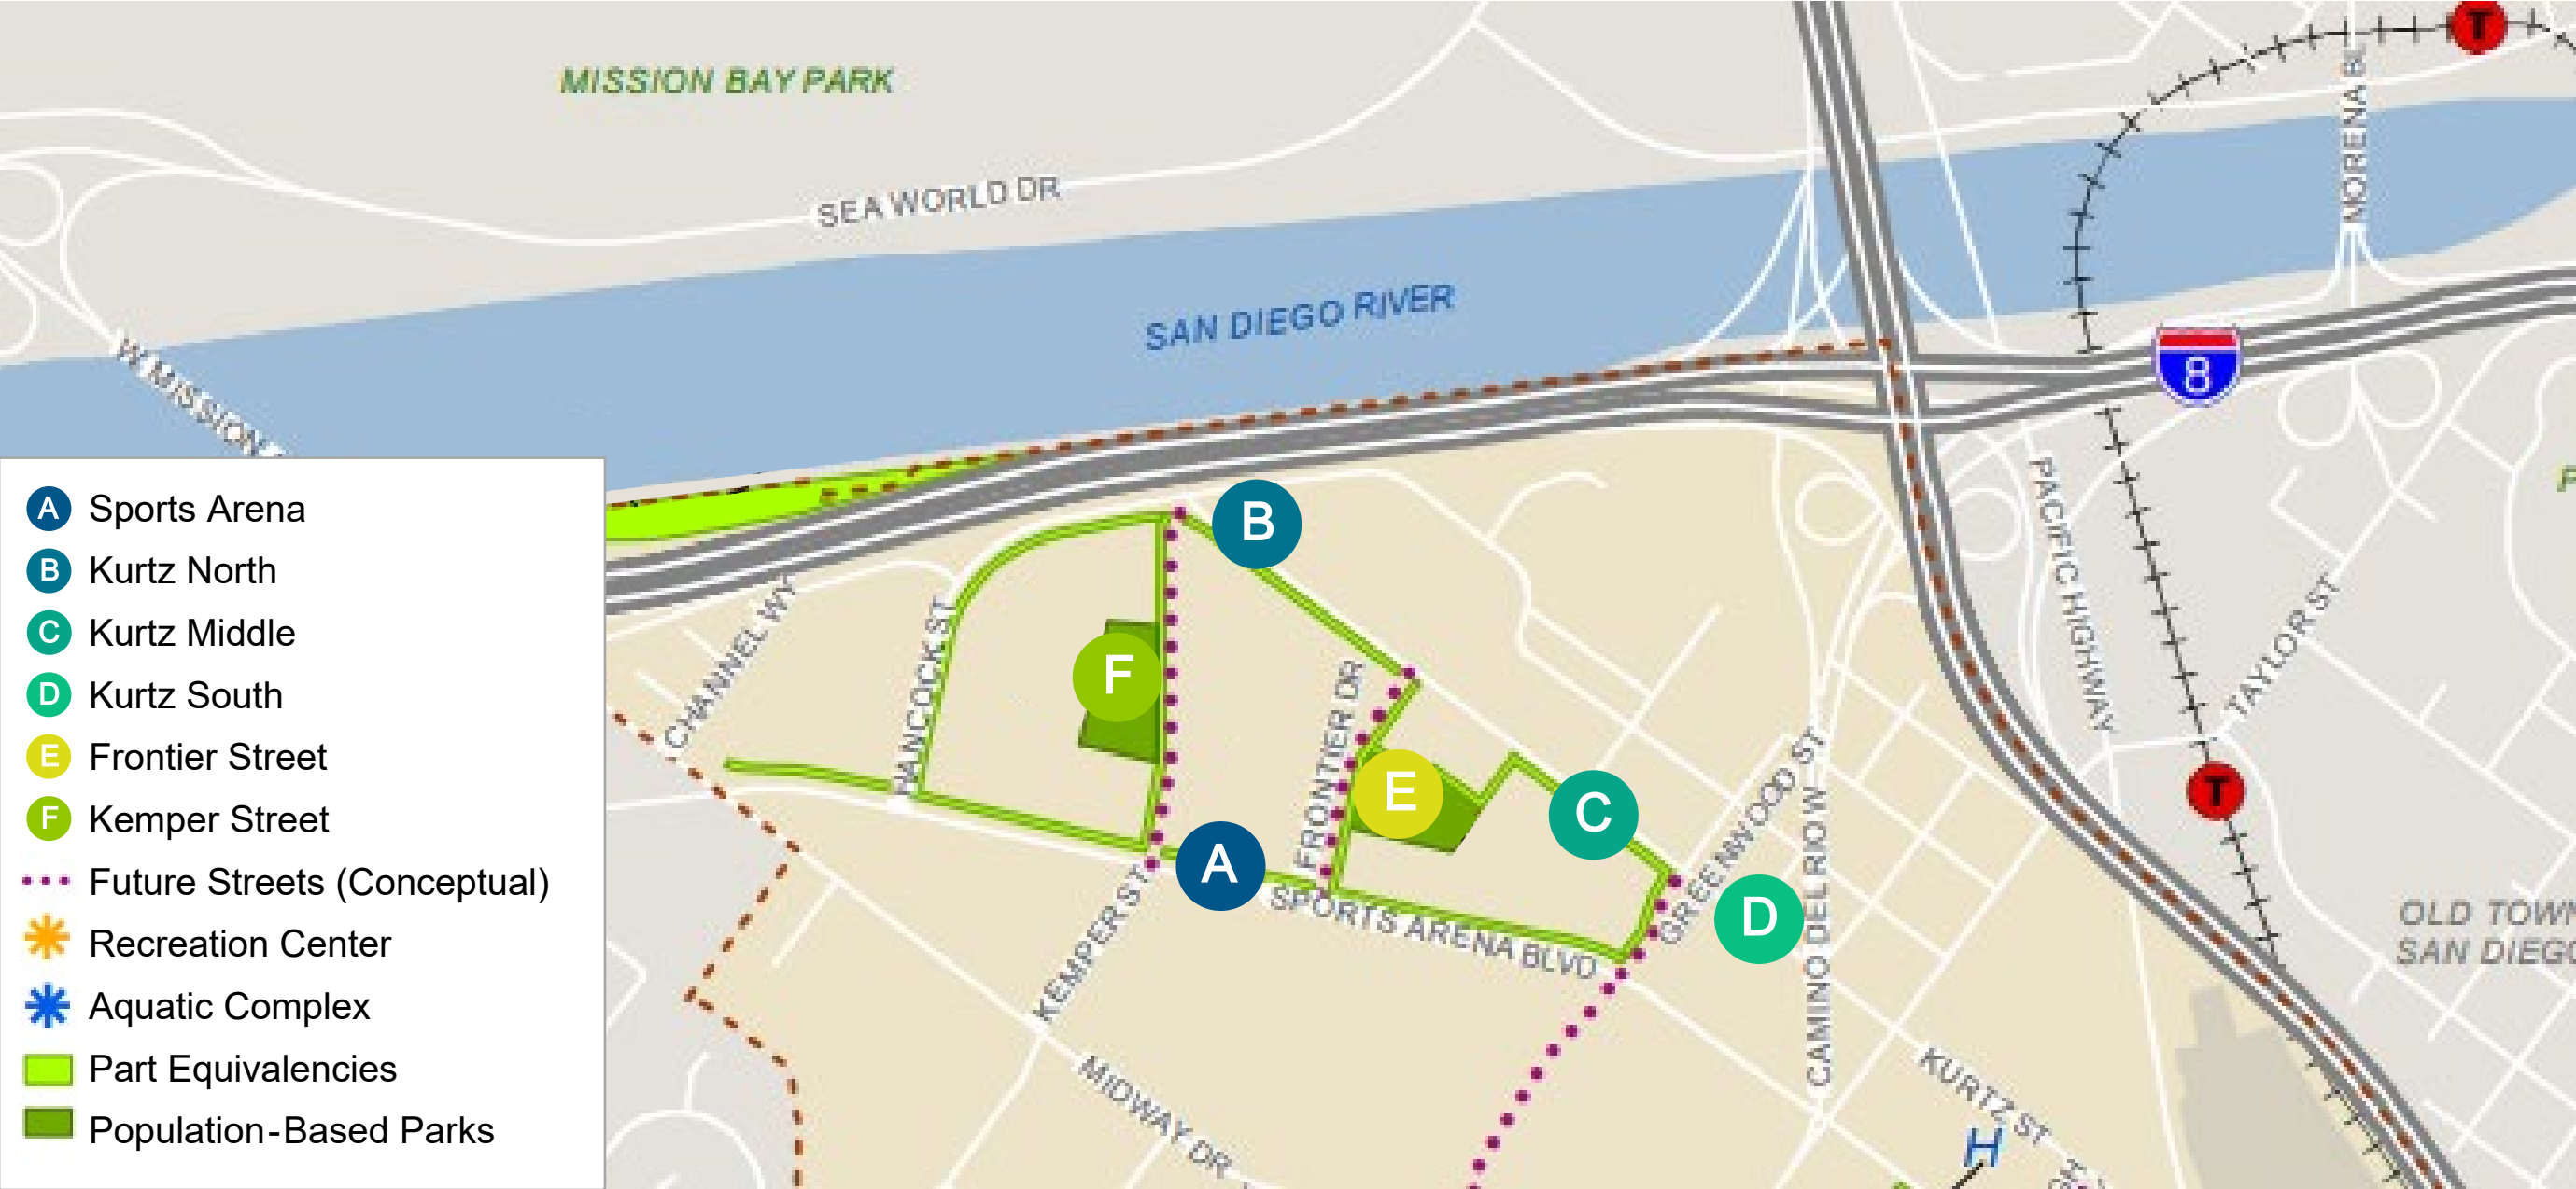 MISSION BAY PARK
SEA WORLD DR
SAN DIEGO RIVER
W MISSION
MORENA BL
T
8
A Sports Arena
B Kurtz North
C Kurtz Middle
D Kurtz South
E Frontier Street
F Kemper Street
Future Streets (Conceptual)
Recreation Center
Aquatic Complex
Part Equivalencies
Population-Based Parks
CHANNEL WY
HANCOCK ST
B
F
FRONTIER DR
E
C
A
D
SPORTS ARENA BLVD
GREENWOOD ST
CAMINO DEL RIO W
PACIFIC HIGHWAY
TAYLOR ST
T
KEMPER ST
MIDWAY DR
KURTZ ST
H
OLD TOWN
SAN DIEGO